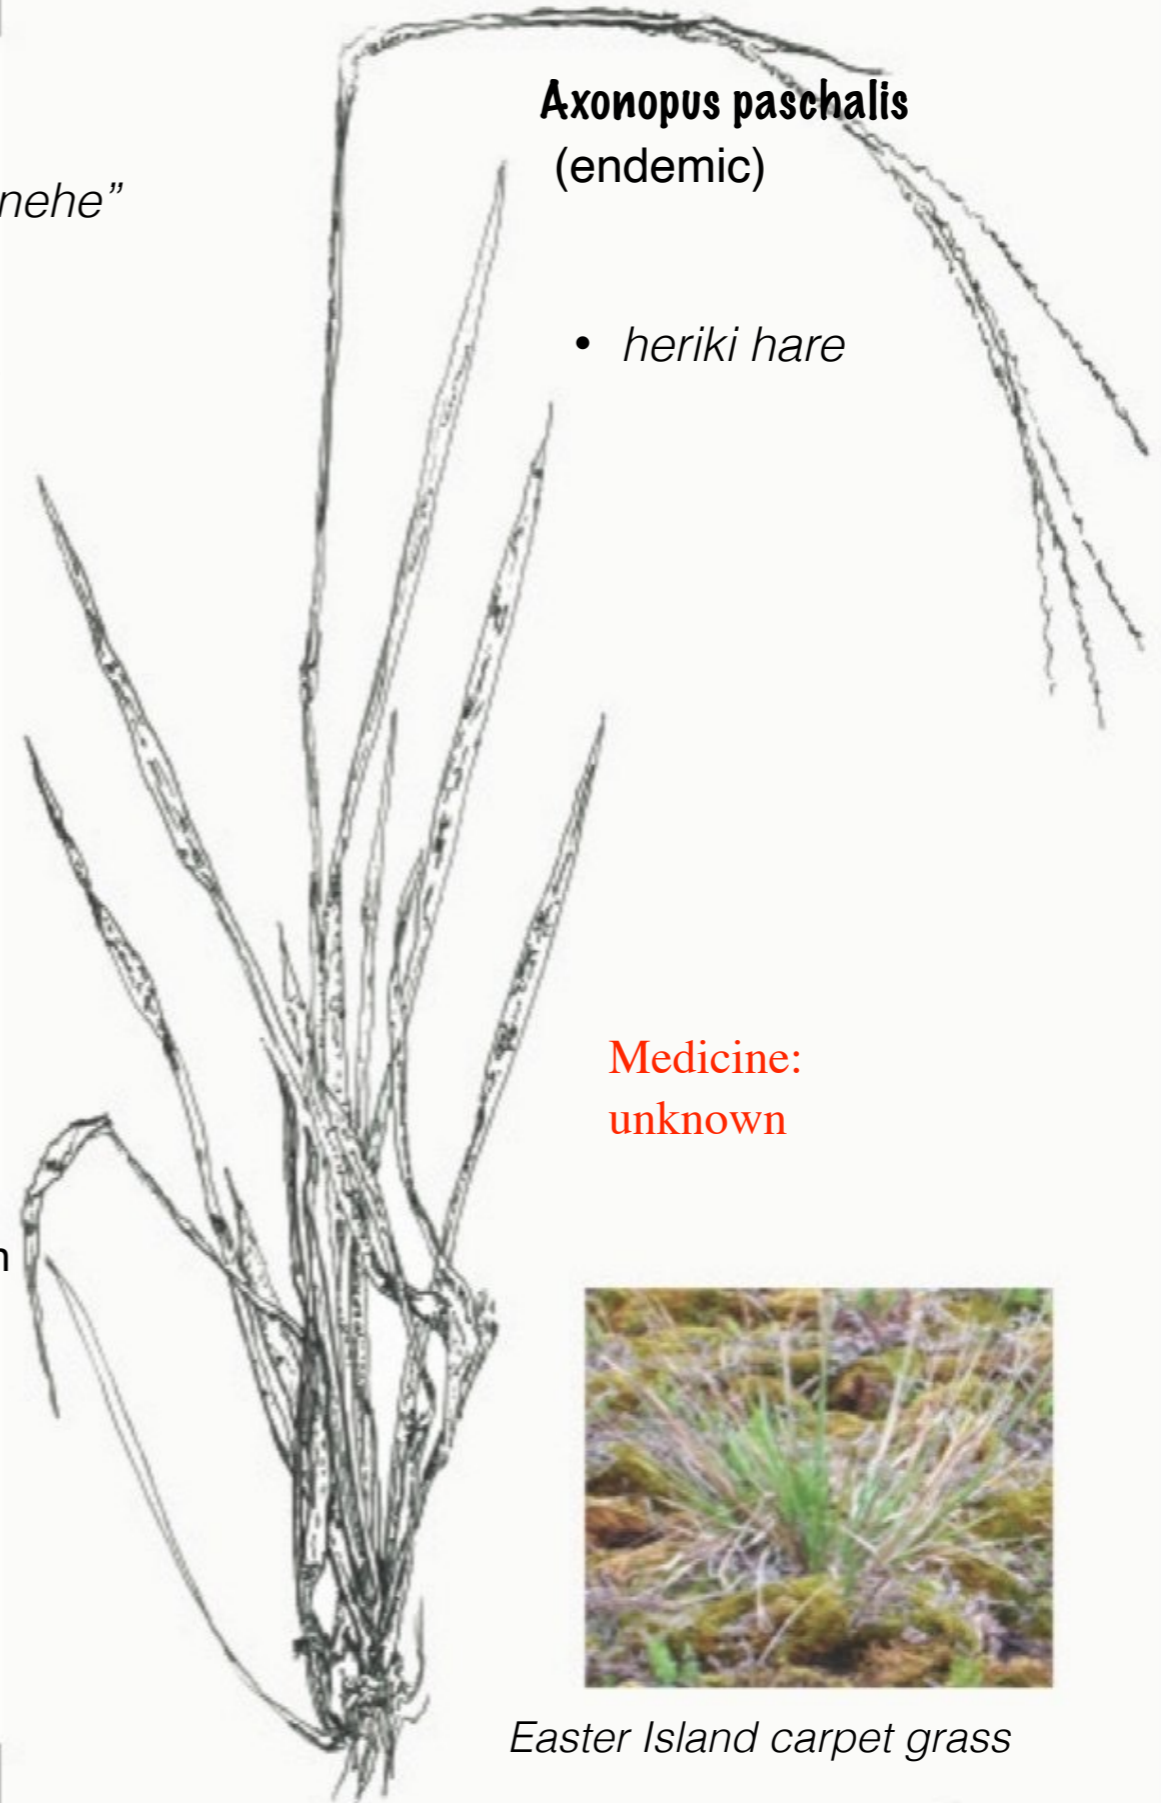 Axonopus paschalis
(endemic)
nehe”
• heriki hare
Medicine:
unknown
Easter Island carpet grass